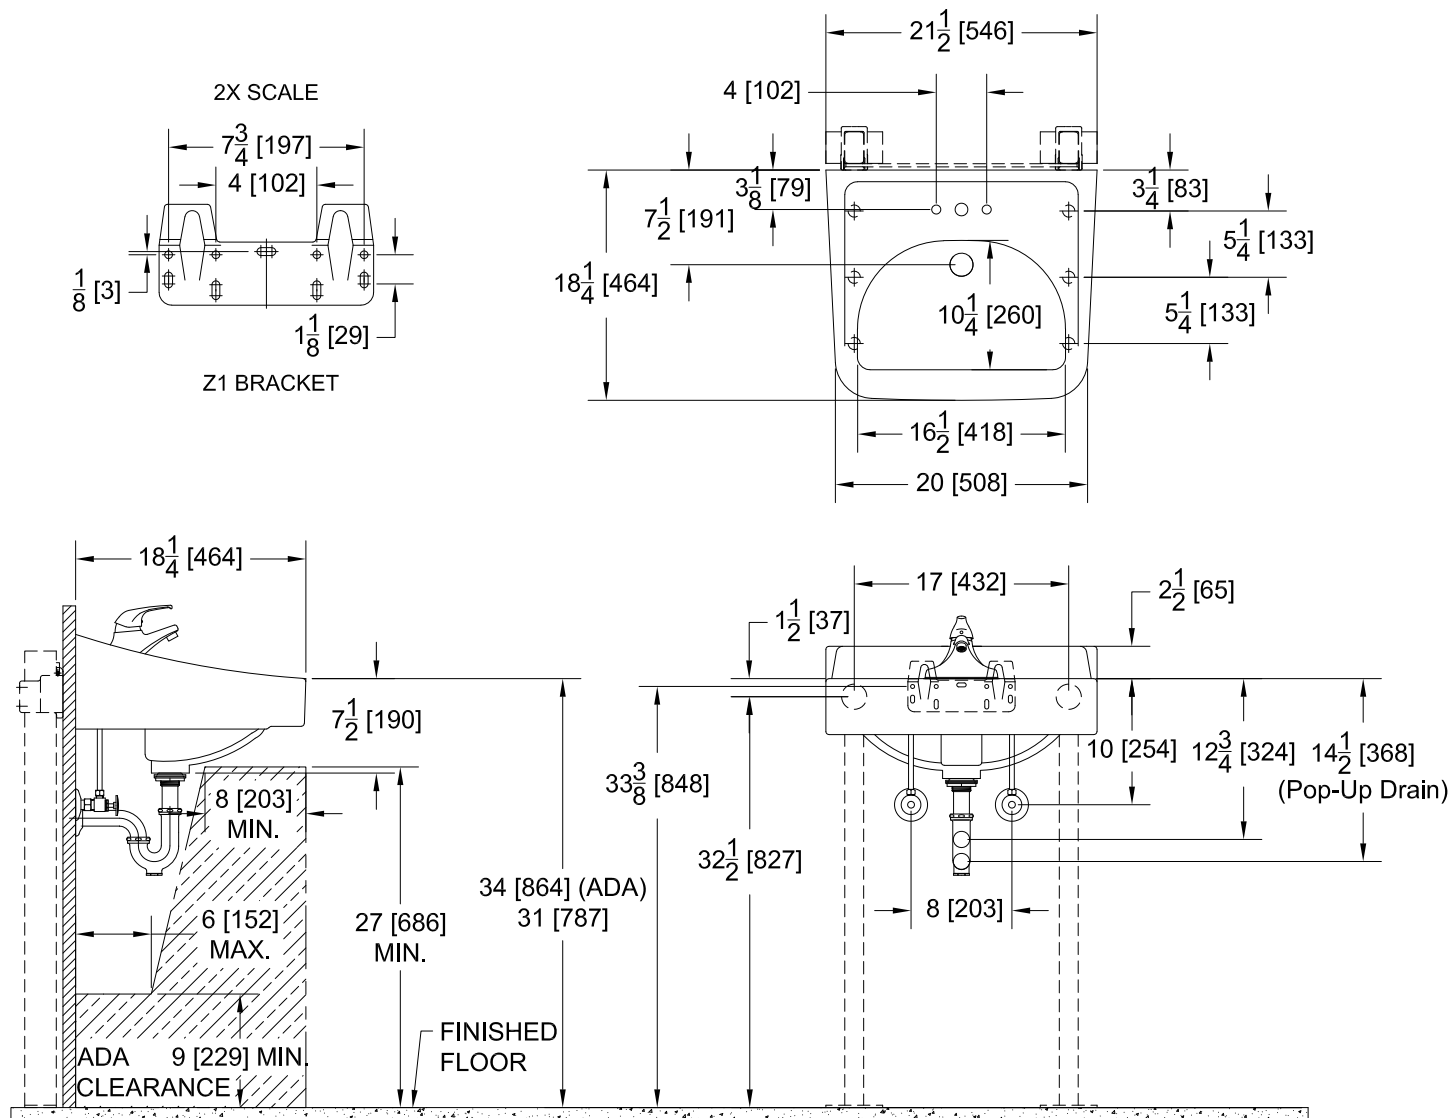 2X SCALE
7 3/4 [197]
4 [102]
1/8 [3]
1 1/8 [29]
Z1 BRACKET
21 1/2 [546]
4 [102]
3 1/8 [79]
7 1/2 [191]
18 1/4 [464]
3 1/4 [83]
5 1/4 [133]
5 1/4 [133]
10 1/4 [260]
16 1/2 [418]
20 [508]
18 1/4 [464]
7 1/2 [190]
8 [203]
MIN.
6 [152]
MAX.
27 [686]
MIN.
34 [864] (ADA)
31 [787]
ADA
CLEARANCE
9 [229] MIN.
FINISHED
FLOOR
17 [432]
2 1/2 [65]
1 1/2 [37]
33 3/8 [848]
32 1/2 [827]
10 [254]
12 3/4 [324]
14 1/2 [368]
(Pop-Up Drain)
8 [203]